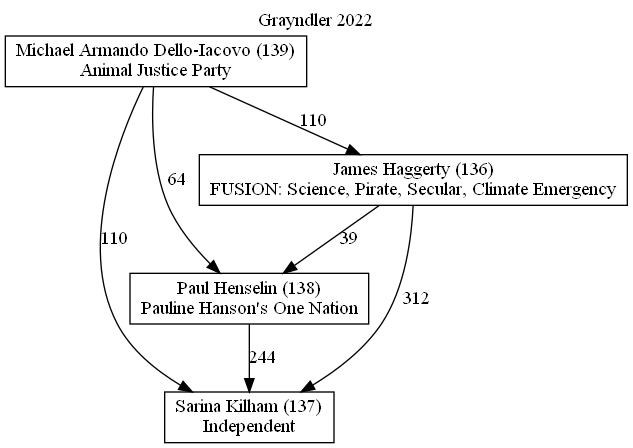 Grayndler 2022
Michael Armando Dello-Iacovo (139)
Animal Justice Party
110
James Haggerty (136)
FUSION: Science, Pirate, Secular, Climate Emergency
64
110
39
Paul Henselin (138)
Pauline Hanson's One Nation
312
244
Sarina Kilham (137)
Independent